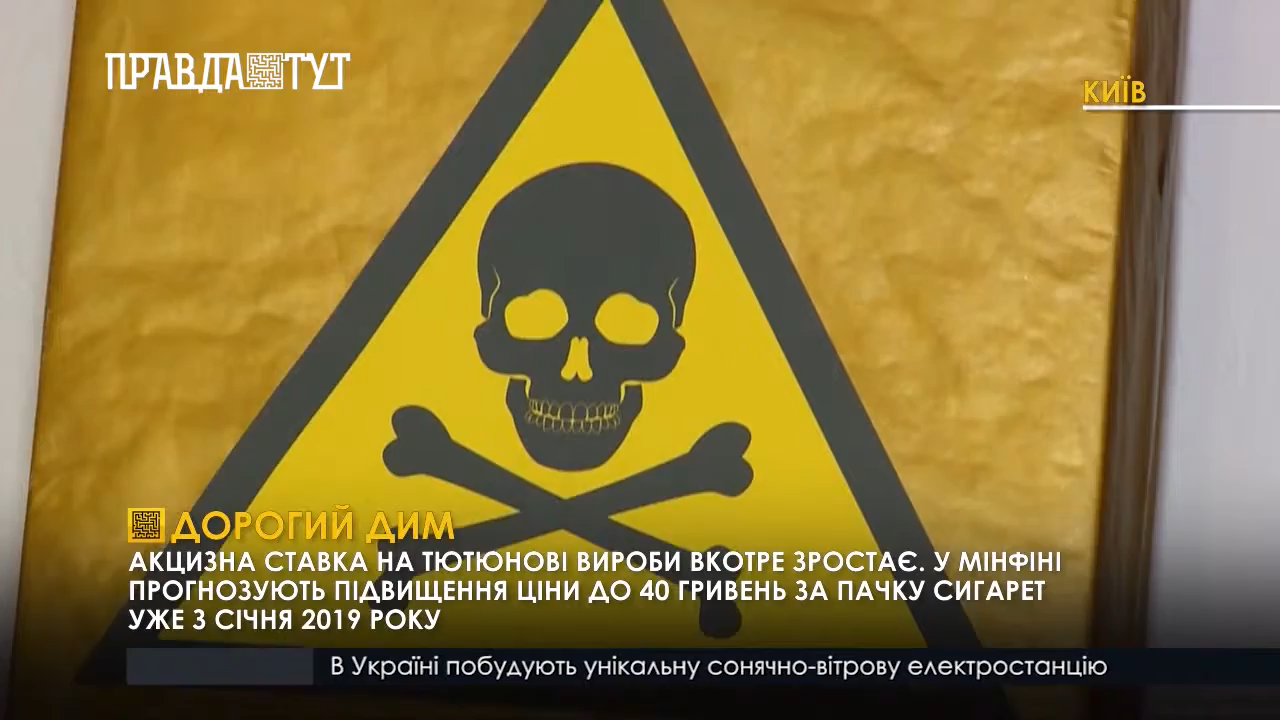 ПРАВДА ТУТ
КИЇВ
ДОРОГИЙ ДИМ
АКЦИЗНА СТАВКА НА ТЮТЮНОВІ ВИРОБИ ВКОТРЕ ЗРОСТАЄ. У МІНФІНІ
ПРОГНОЗУЮТЬ ПІДВИЩЕННЯ ЦІНИ ДО 40 ГРИВЕНЬ ЗА ПАЧКУ СИГАРЕТ
УЖЕ З СІЧНЯ 2019 РОКУ
В Україні побудують унікальну сонячно-вітрову електростанцію